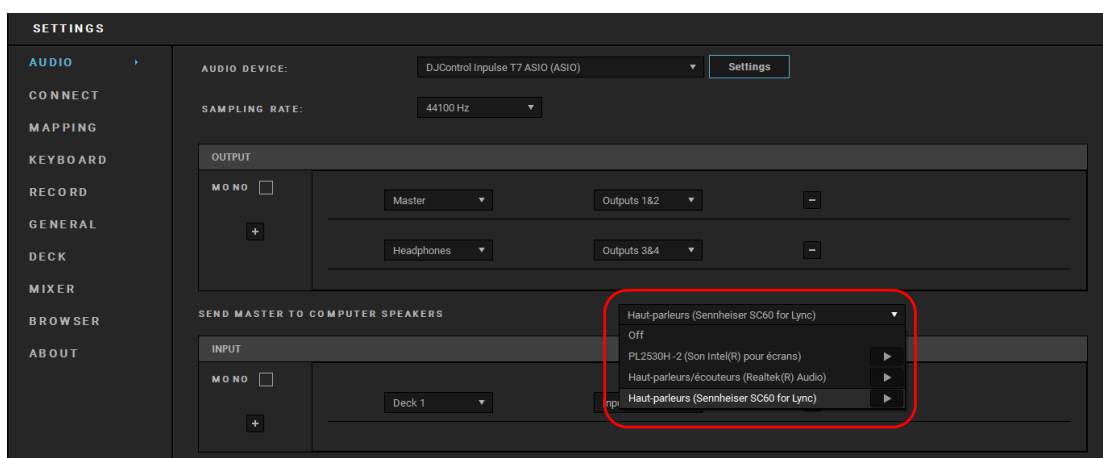 SETTINGS
AUDIO
CONNECT
MAPPING
KEYBOARD
RECORD
GENERAL
DECK
MIXER
BROWSER
ABOUT
AUDIO DEVICE: DJControl Inpulse T7 ASIO (ASIO) Settings
SAMPLING RATE: 44100 Hz
OUTPUT
MONO
Master Outputs 1&2
Headphones Outputs 3&4
SEND MASTER TO COMPUTER SPEAKERS Haut-parleurs (Sennheiser SC60 for Lync)
Off
PL2530H -2 (Son Intel(R) pour écrans)
Haut-parleurs/écouteurs (Realtek(R) Audio)
Haut-parleurs (Sennheiser SC60 for Lync)
INPUT
MONO
Deck 1